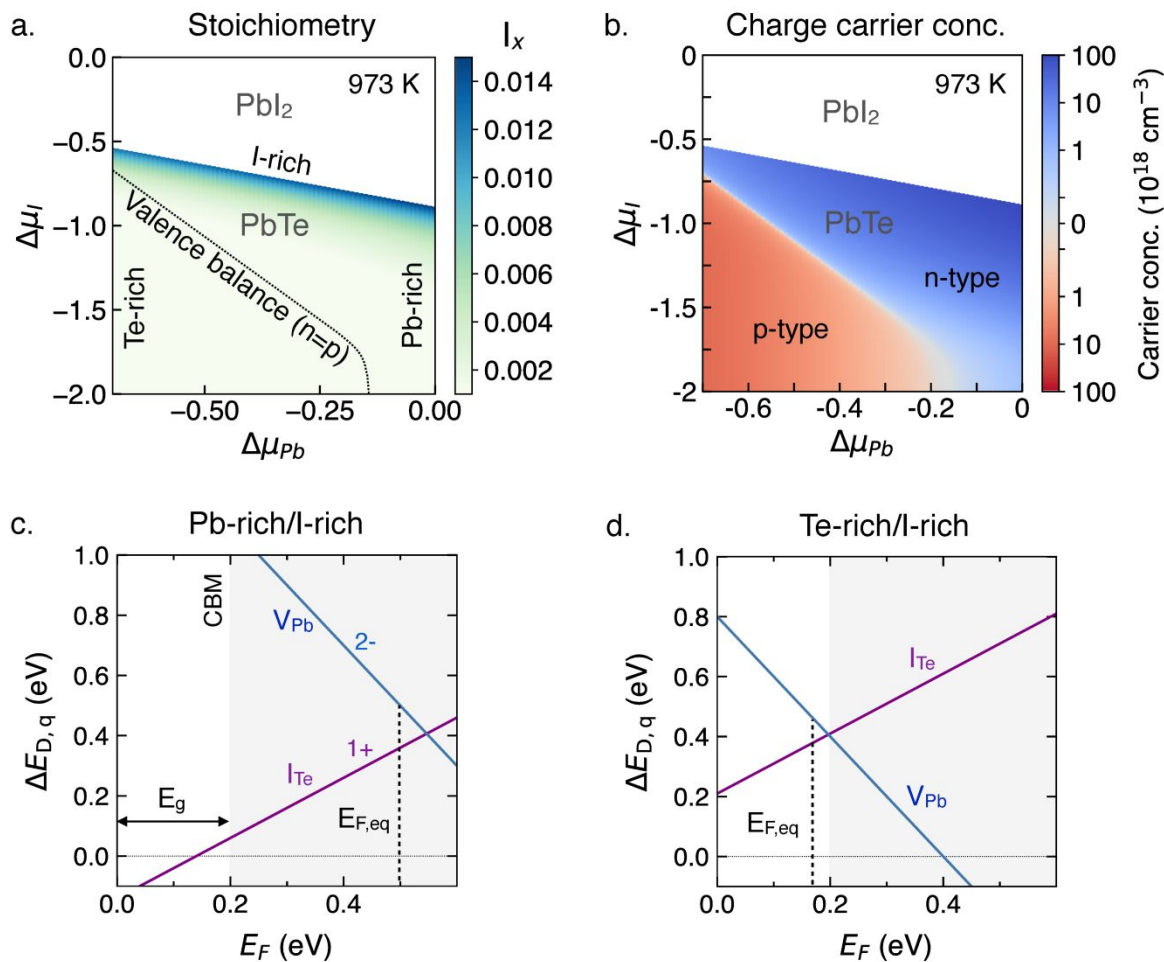 a. Stoichiometry
I_x
0.0
−0.5
−1.0
−1.5
−2.0
Δμ_I
973 K
PbI₂
I-rich
PbTe
Valence balance (n=p)
Te-rich
Pb-rich
−0.50 −0.25 0.00
Δμ_Pb
0.014
0.012
0.010
0.008
0.006
0.004
0.002
b. Charge carrier conc.
0
-0.5
-1
-1.5
-2
Δμ_I
973 K
PbI₂
PbTe
n-type
p-type
-0.6 -0.4 -0.2 0
Δμ_Pb
100
10
1
0
1
10
100
Carrier conc. (10¹⁸ cm⁻³)
c. Pb-rich/I-rich
1.0
0.8
0.6
0.4
0.2
0.0
ΔE_D, q (eV)
CBM
V_Pb
2-
1+
I_Te
E_g
E_F,eq
0.0 0.2 0.4
E_F (eV)
d. Te-rich/I-rich
1.0
0.8
0.6
0.4
0.2
0.0
ΔE_D, q (eV)
I_Te
V_Pb
E_F,eq
0.0 0.2 0.4
E_F (eV)